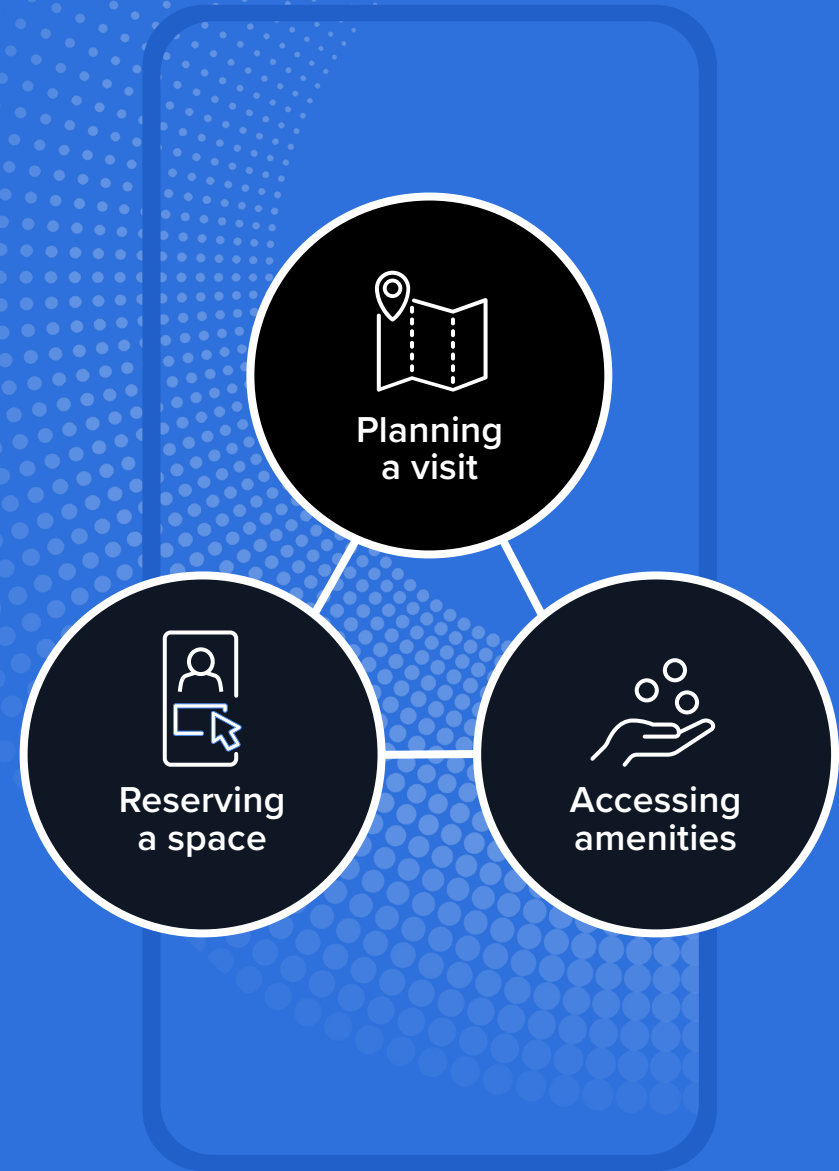 Planning
a visit
Reserving
a space
Accessing
amenities